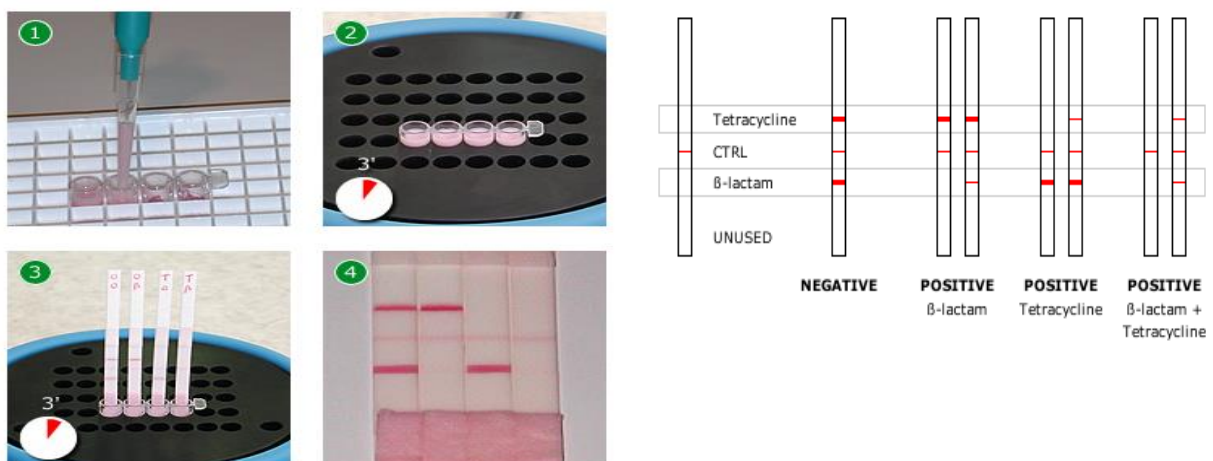 1
2
3'
3
O O
O β
T O
T β
3'
4
Tetracycline
CTRL
ß-lactam
UNUSED
NEGATIVE
POSITIVE
ß-lactam
POSITIVE
Tetracycline
POSITIVE
ß-lactam +
Tetracycline